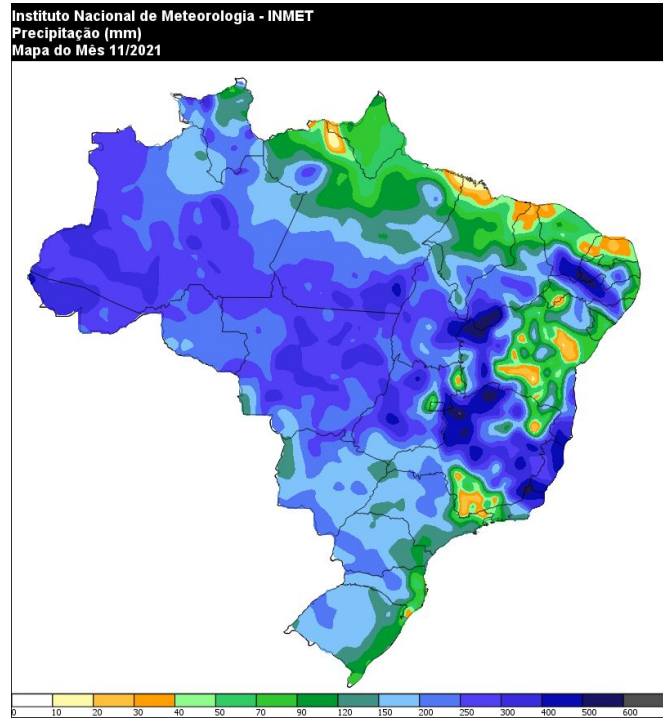 Instituto Nacional de Meteorologia - INMET
Precipitação (mm)
Mapa do Mês 11/2021
0 10 20 30 40 50 70 90 120 150 200 250 300 400 500 600